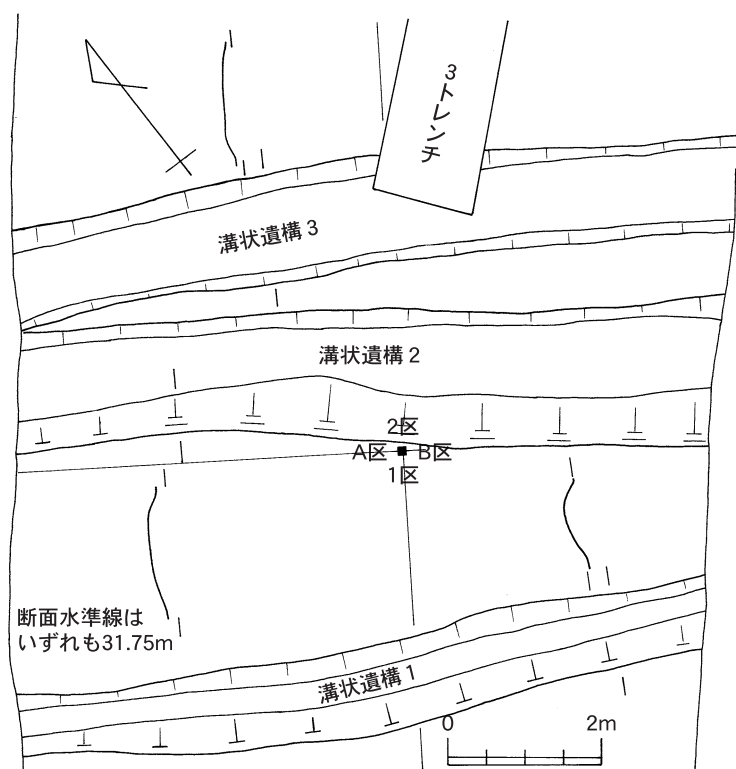 3トレンチ
溝状遺構3
溝状遺構2
2区
A区 B区
1区
断面水準線は
いずれも31.75m
溝状遺構1
0 2m